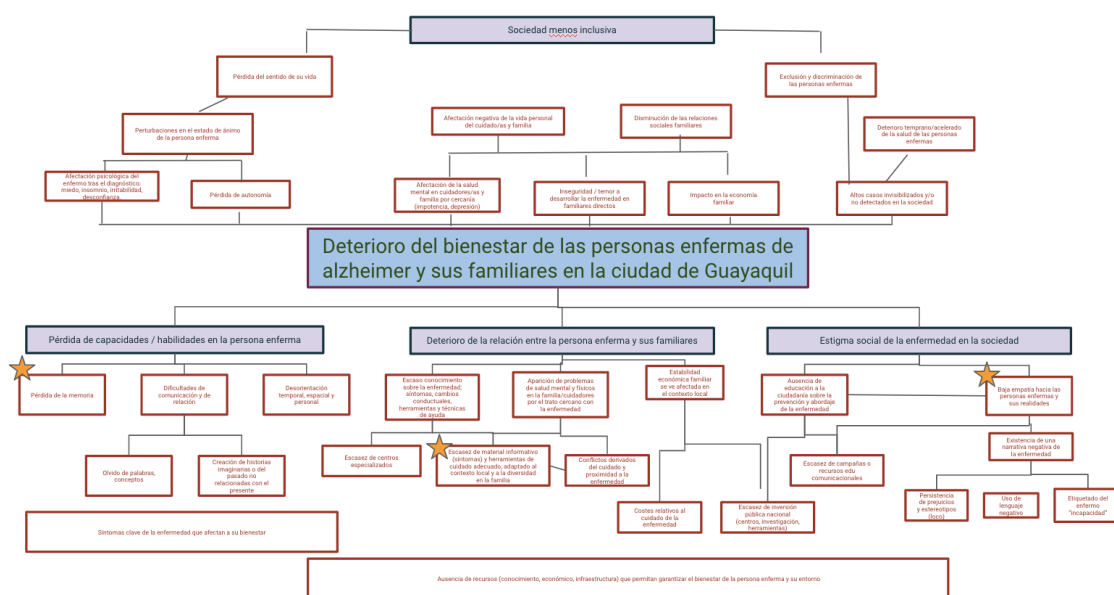 Sociedad menos inclusiva
Pérdida del sentido de su vida
Exclusión y discriminación de
las personas enfermas
Perturbaciones en el estado de ánimo
de la persona enferma
Afectación negativa de la vida personal
del cuidado/as y familia
Disminución de las relaciones
sociales familiares
Deterioro temprano/acelerado
de la salud de las personas
enfermas
Afectación psicológica del
enfermo tras el diagnóstico:
miedo, insomnio, irritabilidad,
desconfianza.
Pérdida de autonomía
Afectación de la salud
mental en cuidadores/as y
familia por cercanía
(impotencia, depresión)
Inseguridad / temor a
desarrollar la enfermedad en
familiares directos
Impacto en la economía
familiar
Altos casos invisibilizados y/o
no detectados en la sociedad
Deterioro del bienestar de las personas enfermas de
alzheimer y sus familiares en la ciudad de Guayaquil
Pérdida de capacidades / habilidades en la persona enferma
Deterioro de la relación entre la persona enferma y sus familiares
Estigma social de la enfermedad en la sociedad
Pérdida de la memoria
Dificultades de
comunicación y de
relación
Desorientación
temporal, espacial y
personal
Escaso conocimiento
sobre la enfermedad;
síntomas, cambios
conductuales,
herramientas y técnicas
de ayuda
Aparición de problemas
de salud mental y físicos
en la familia/cuidadores
por el trato cercano con
la enfermedad
Estabilidad
económica familiar
se ve afectada en
el contexto local
Ausencia de
educación a la
ciudadanía sobre la
prevención y abordaje
de la enfermedad
Baja empatía hacia las
personas enfermas y
sus realidades
Olvido de palabras,
conceptos
Creación de historias
imaginarias o del
pasado no
relacionadas con el
presente
Escasez de centros
especializados
Escasez de material informativo
(síntomas) y herramientas de
cuidado adecuado, adaptado al
contexto local y a la diversidad
en la familia
Conflictos derivados
del cuidado y
proximidad a la
enfermedad
Escasez de campañas o
recursos edu
comunicacionales
Existencia de una
narrativa negativa de
la enfermedad
Costes relativos al
cuidado de la
enfermedad
Escasez de inversión
pública nacional
(centros, investigación,
herramientas)
Persistencia
de prejuicios
y estereotipos
(loco)
Uso de
lenguaje
negativo
Etiquetado del
enfermo
"incapacidad"
Síntomas clave de la enfermedad que afectan a su bienestar
Ausencia de recursos (conocimiento, económico, infraestructura) que permitan garantizar el bienestar de la persona enferma y su entorno